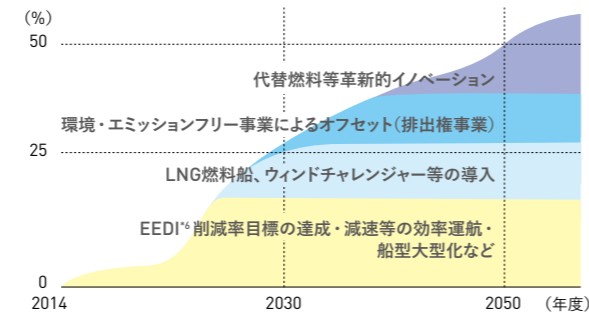 (%)
50
代替燃料等革新的イノベーション
環境・エミッションフリー事業によるオフセット(排出権事業)
25
LNG燃料船、ウィンドチャレンジャー等の導入
EEDI*6 削減率目標の達成・減速等の効率運航・
船型大型化など
0
2014 2030 2050 (年度)